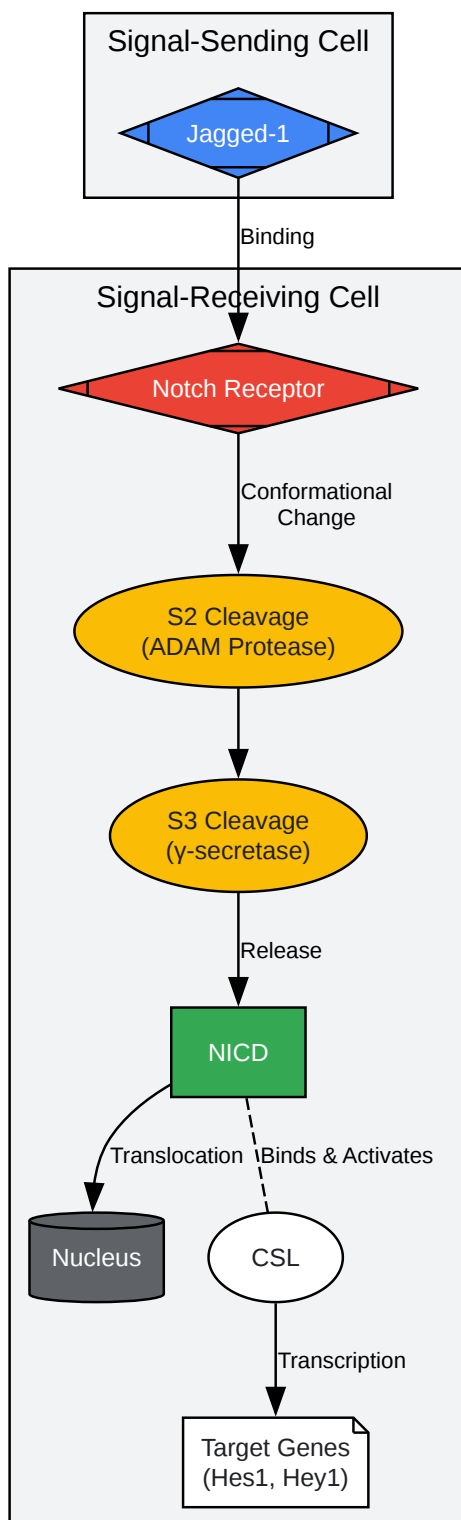 Signal-Sending Cell
Jagged-1
Binding
Signal-Receiving Cell
Notch Receptor
Conformational
Change
S2 Cleavage
(ADAM Protease)
S3 Cleavage
(γ-secretase)
Release
NICD
Translocation
Binds & Activates
Nucleus
CSL
Transcription
Target Genes
(Hes1, Hey1)